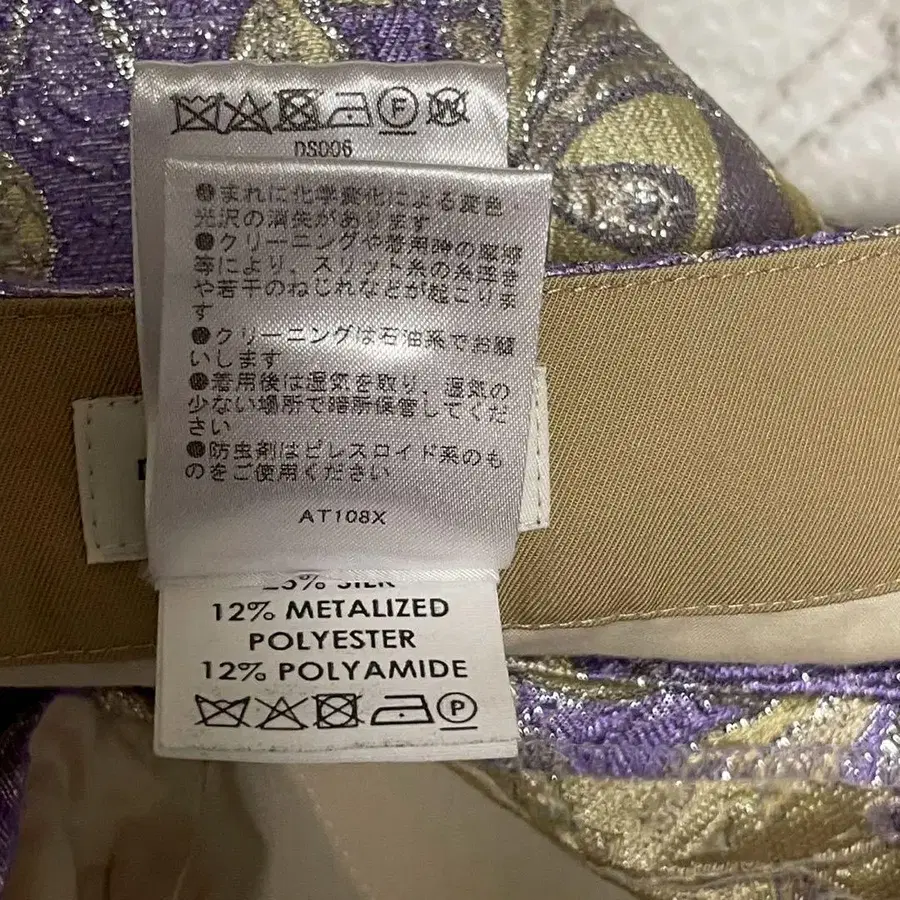 DS006
●まれに化学変化による変色
光沢の消失があります
●クリーニングや着用時の摩擦
等により、スリット糸の糸浮き
や若干のねじれなどが起こりま
す
●クリーニングは石油系でお願
いします
●着用後は湿気を取り、湿気の
少ない場所で暗所保管してくだ
さい
●防虫剤はピレスロイド系のも
のをご使用ください
AT108X
SILK
12% METALIZED
POLYESTER
12% POLYAMIDE